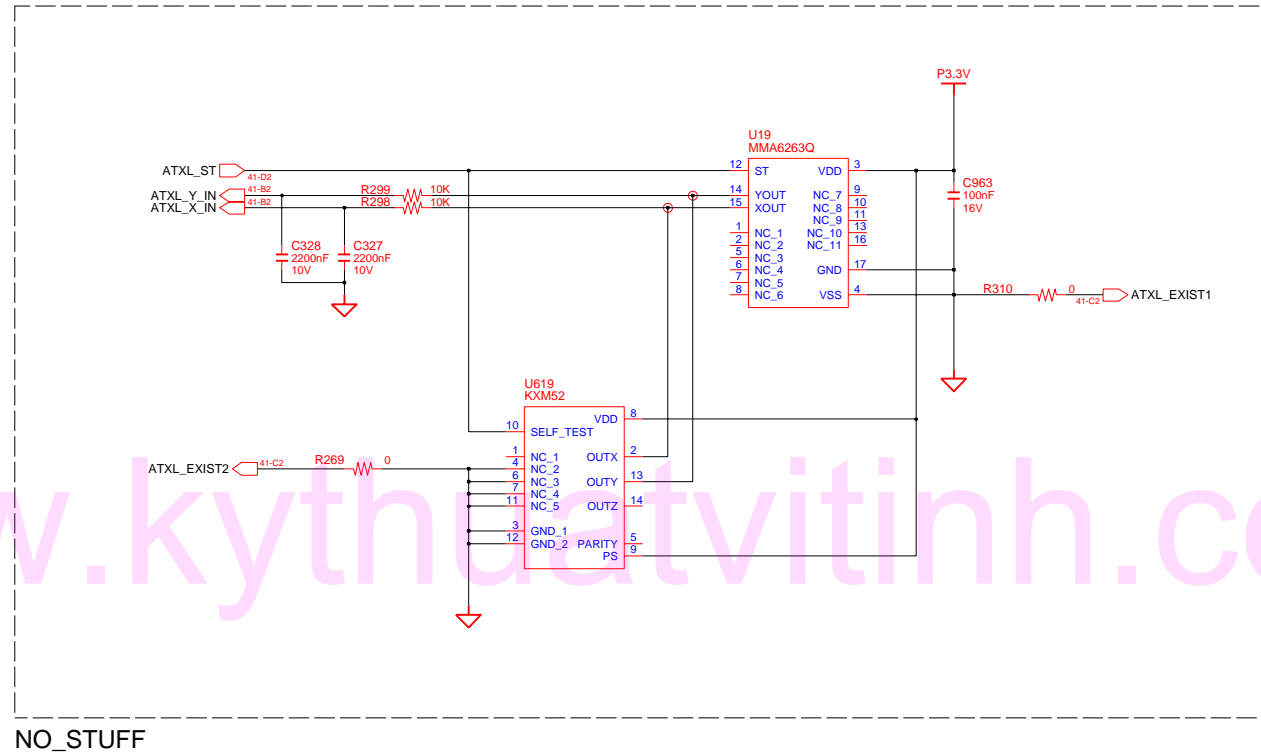 P3.3V
U19
MMA6263Q
ATXL_ST
41-D2
12
ST
VDD
3
ATXL_Y_IN
41-B2
R299
10K
14
YOUT
NC_7
9
C963
100nF
16V
ATXL_X_IN
41-B2
R298
10K
15
XOUT
NC_8
10
NC_9
11
1
NC_1
NC_10
13
2
NC_2
NC_11
16
5
NC_3
6
NC_4
GND
17
7
NC_5
8
NC_6
VSS
4
C328
2200nF
10V
C327
2200nF
10V
R310
0
41-C2
ATXL_EXIST1
U619
KXM52
VDD
8
10
SELF_TEST
1
NC_1
OUTX
2
ATXL_EXIST2
41-C2
R269
0
4
NC_2
6
NC_3
OUTY
13
7
NC_4
11
NC_5
OUTZ
14
3
GND_1
12
GND_2
PARITY
5
PS
9
w.kythuatvitinh.co
NO_STUFF